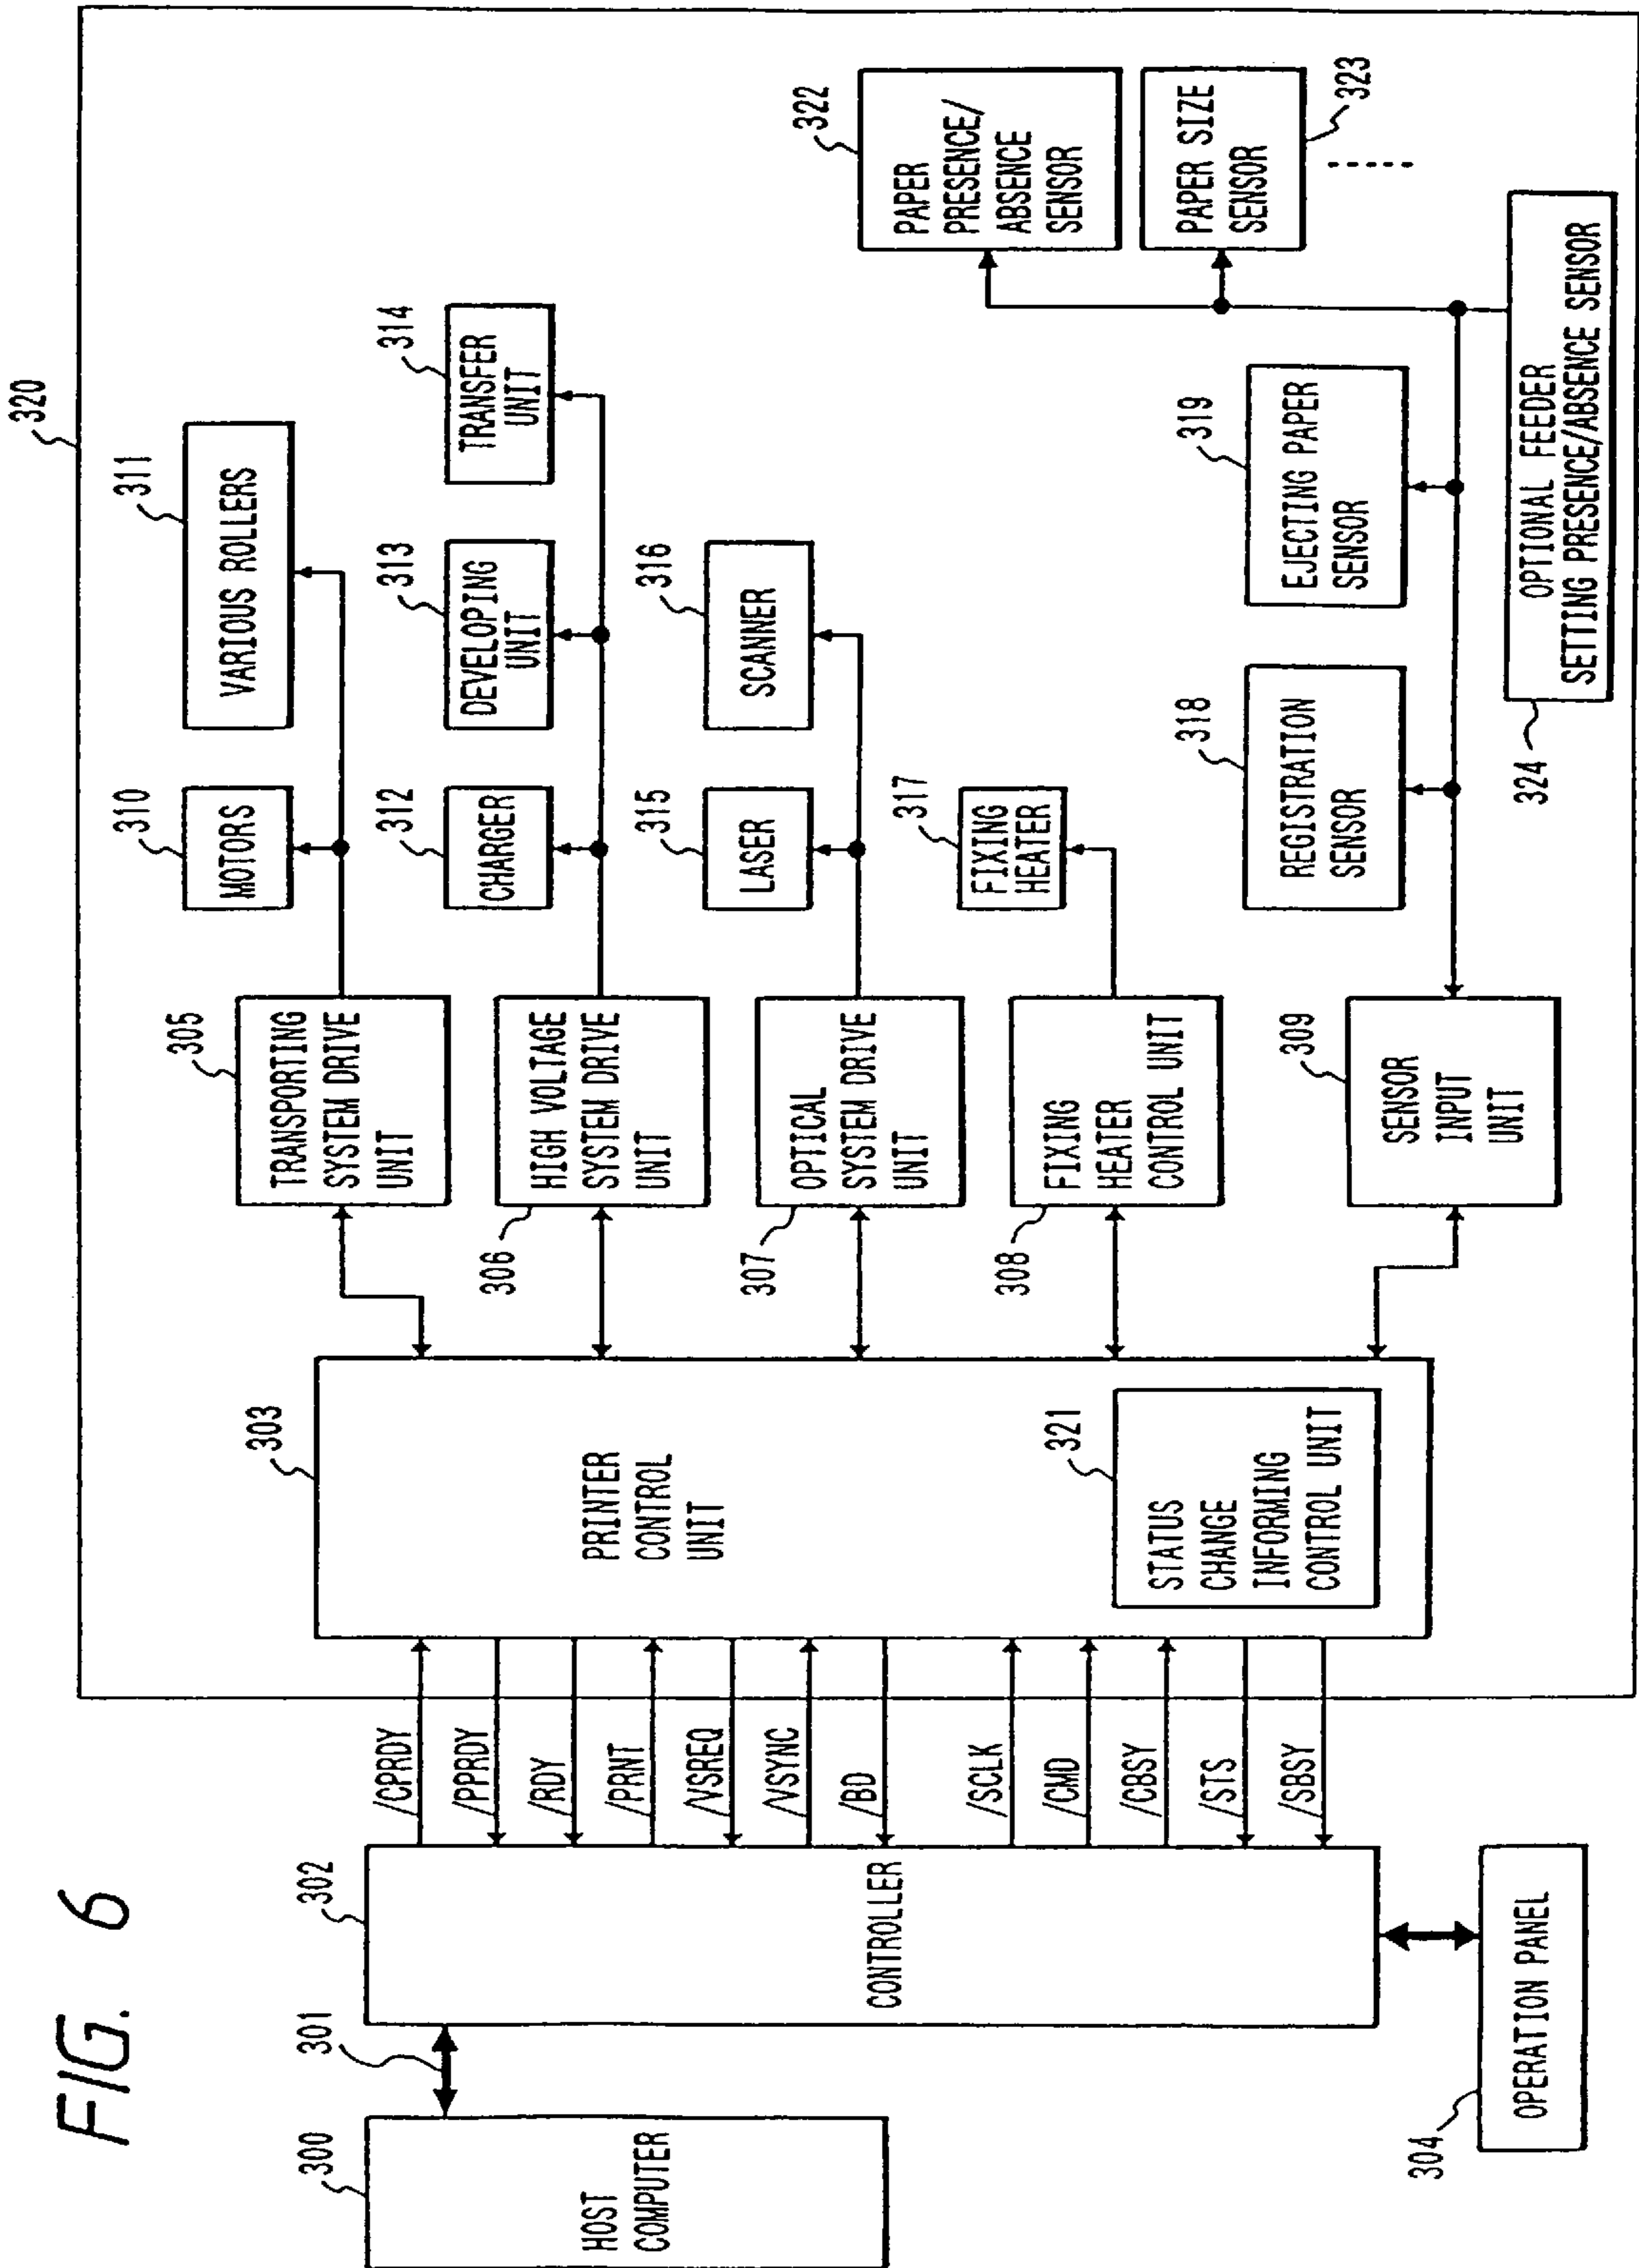 FIG. 6
300
HOST
COMPUTER
301
302
CONTROLLER
304
OPERATION PANEL
/CPRDY
/PPRDY
/RDY
/PRNT
/VSREQ
/VSYNC
/BD
/SCLK
/CMD
/CBSY
/STS
/SBSY
320
303
PRINTER
CONTROL
UNIT
321
STATUS
CHANGE
INFORMING
CONTROL UNIT
305
TRANSPORTING
SYSTEM DRIVE
UNIT
306
HIGH VOLTAGE
SYSTEM DRIVE
UNIT
307
OPTICAL
SYSTEM DRIVE
UNIT
308
FIXING
HEATER
CONTROL UNIT
309
SENSOR
INPUT
UNIT
310
MOTORS
311
VARIOUS ROLLERS
312
CHARGER
313
DEVELOPING
UNIT
314
TRANSFER
UNIT
315
LASER
316
SCANNER
317
FIXING
HEATER
318
REGISTRATION
SENSOR
319
EJECTING PAPER
SENSOR
322
PAPER
PRESENCE/
ABSENCE
SENSOR
323
PAPER SIZE
SENSOR
324
OPTIONAL FEEDER
SETTING PRESENCE/ABSENCE SENSOR